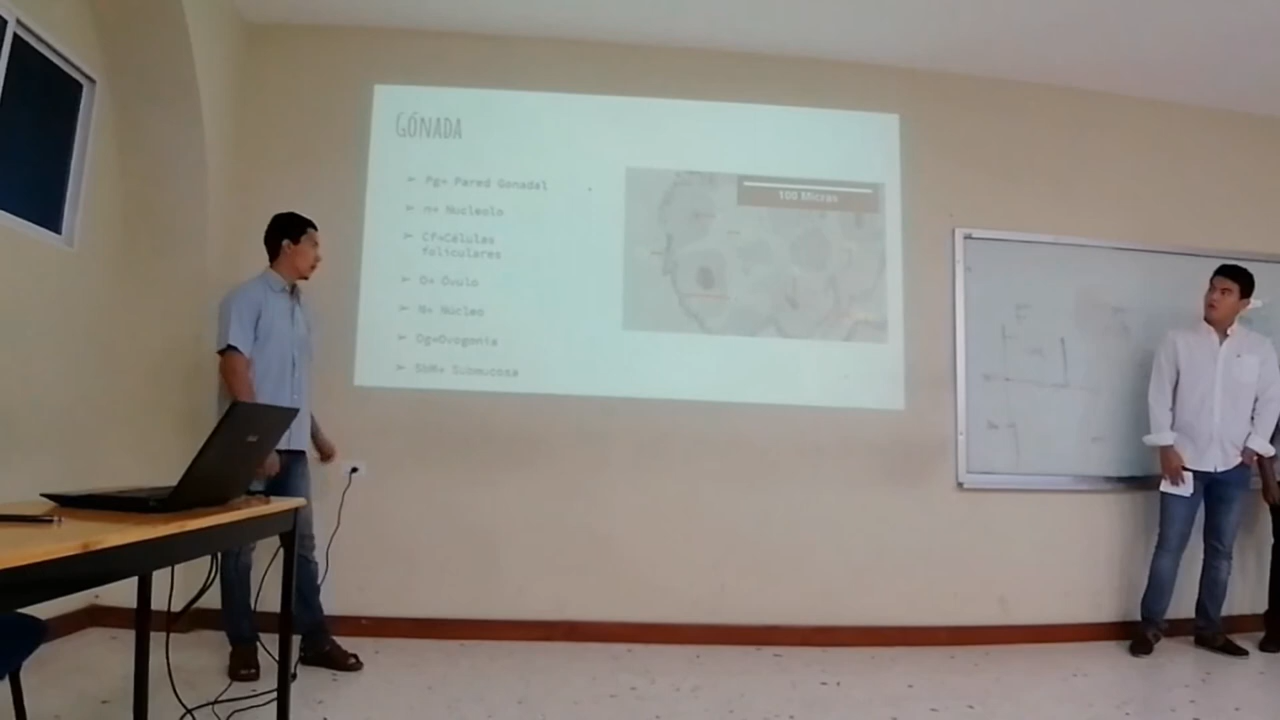 GÓNADA
➤ Pg= Pared Gonadal
➤ n= Nucleolo
➤ Cf=Células
foliculares
➤ O= Óvulo
➤ N= Núcleo
➤ Og=Ovogonia
➤ SbM= Submucosa
100 Micras